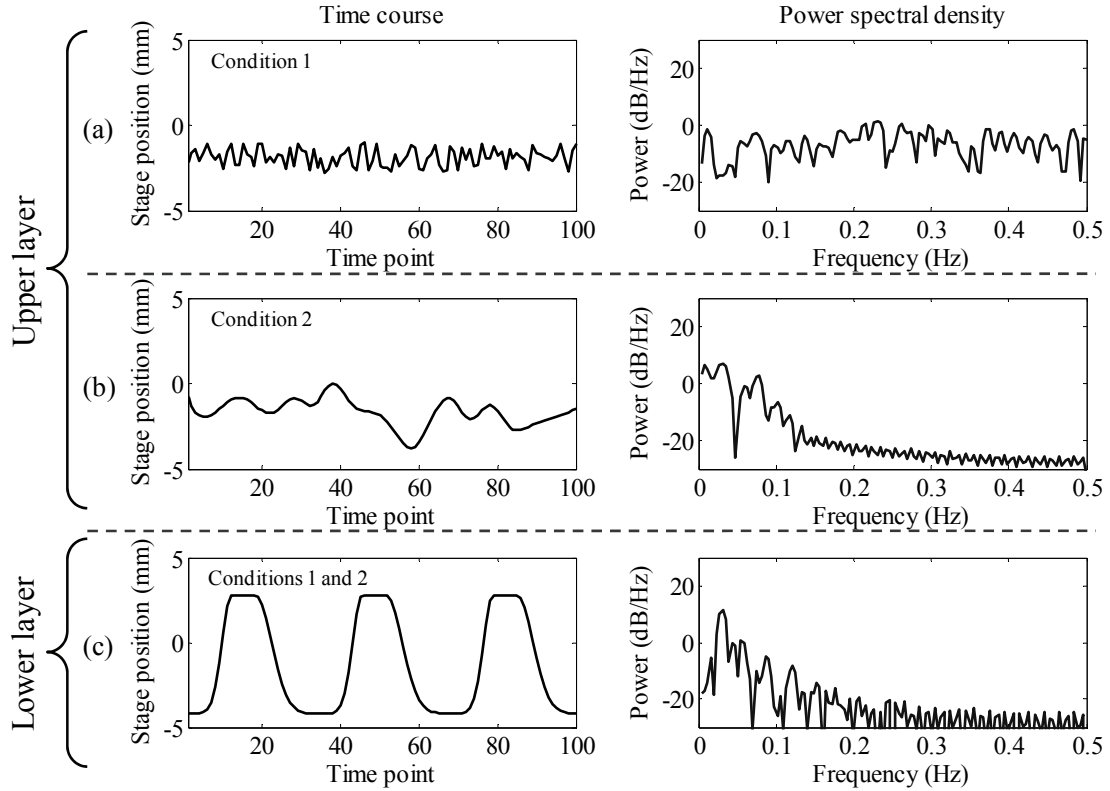 Time course
Power spectral density
Upper layer
(a)
Stage position (mm)
5
0
-5
Condition 1
20 40 60 80 100
Time point
Power (dB/Hz)
20
0
-20
0 0.1 0.2 0.3 0.4 0.5
Frequency (Hz)
(b)
Stage position (mm)
5
0
-5
Condition 2
20 40 60 80 100
Time point
Power (dB/Hz)
20
0
-20
0 0.1 0.2 0.3 0.4 0.5
Frequency (Hz)
Lower layer
(c)
Stage position (mm)
5
0
-5
Conditions 1 and 2
20 40 60 80 100
Time point
Power (dB/Hz)
20
0
-20
0 0.1 0.2 0.3 0.4 0.5
Frequency (Hz)